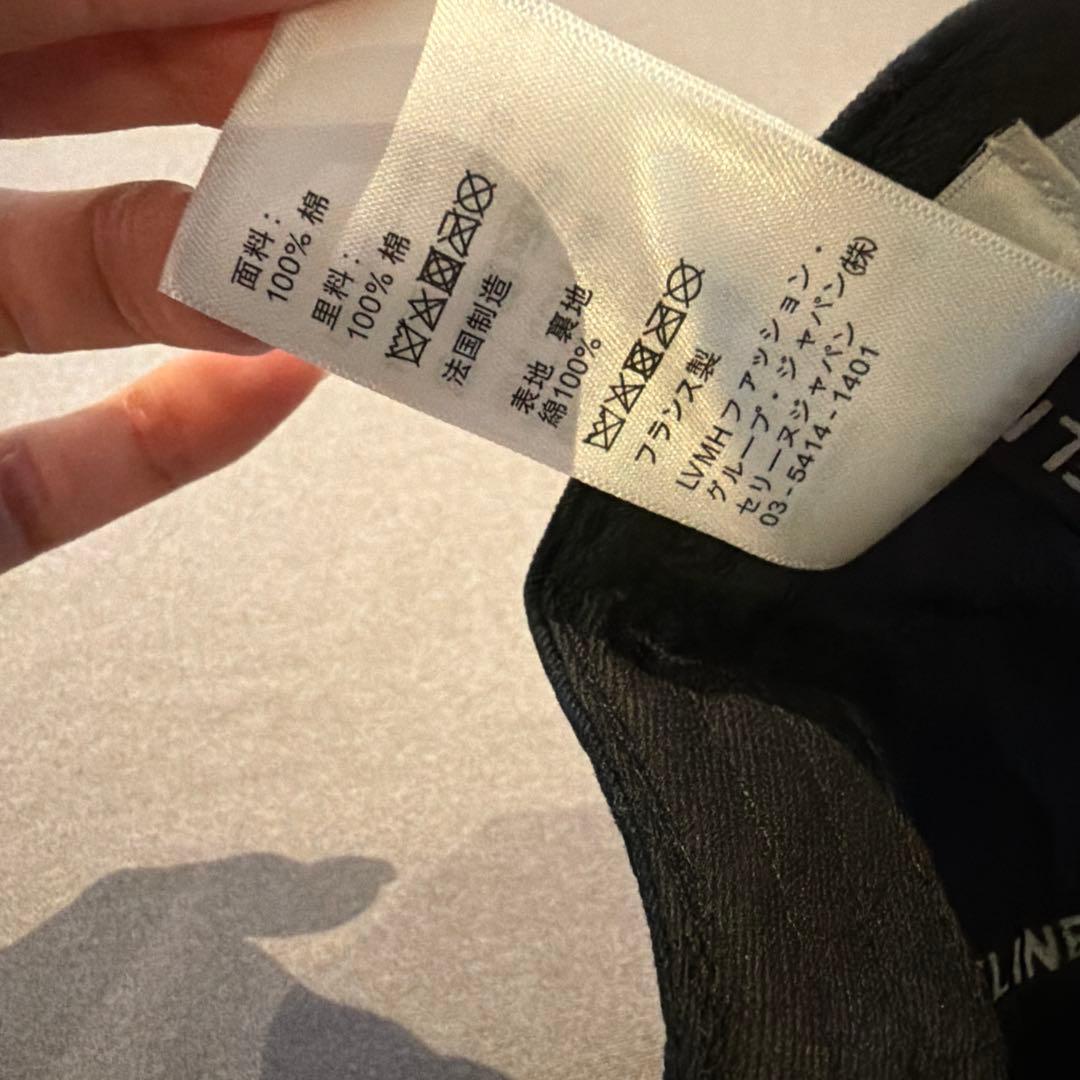 面料：
100% 棉
里料：
100% 棉
法国制造
表地　裏地
綿100%
フランス製
LVMHファッション・
グループ・ジャパン(株)
セリーヌジャパン
03-5414-1401
LINE